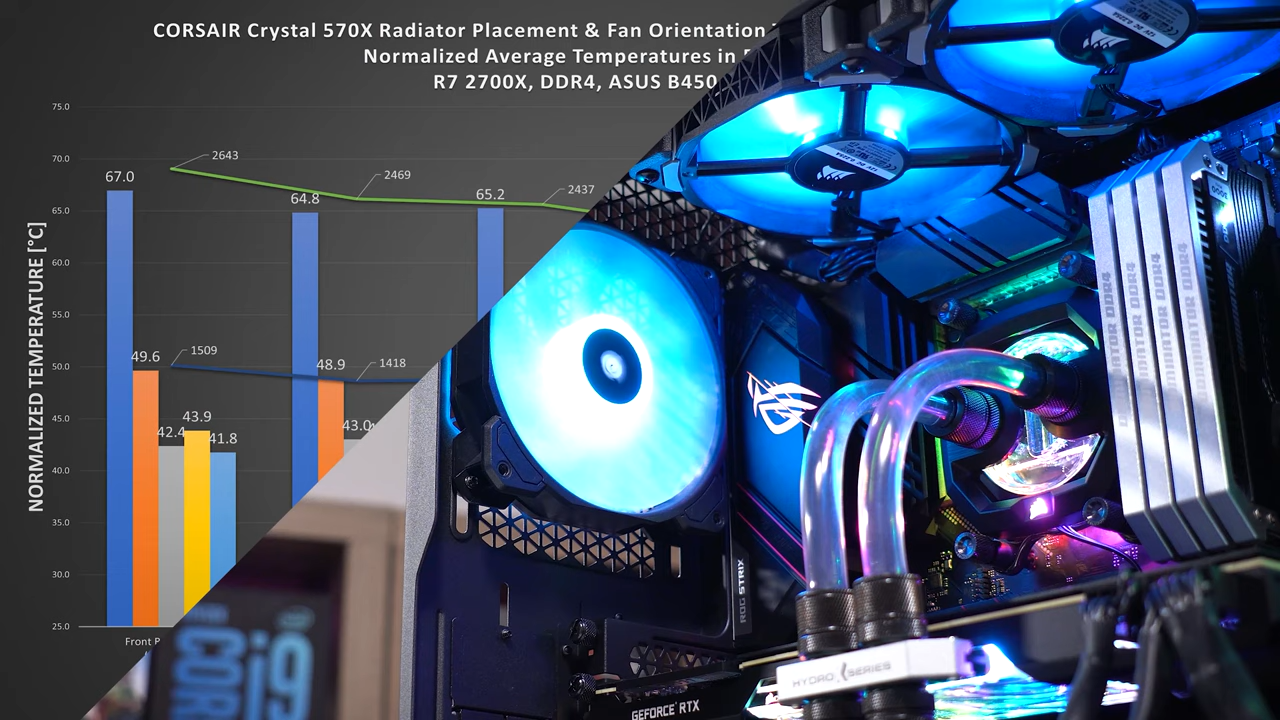 CORSAIR Crystal 570X Radiator Placement & Fan Orientation
Normalized Average Temperatures in
R7 2700X, DDR4, ASUS B450
NORMALIZED TEMPERATURE [°C]
75.0
70.0
65.0
60.0
55.0
50.0
45.0
40.0
35.0
30.0
25.0
2643
2469
2437
67.0
64.8
65.2
1509
1418
49.6
48.9
42.4
43.9
41.8
43.0
Front P
DOMINATOR DDR4
DOMINATOR DDR4
DOMINATOR DDR4
DOMINATOR DDR4
ROG STRIX
HYDRO X SERIES
GEFORCE RTX
i9
COR